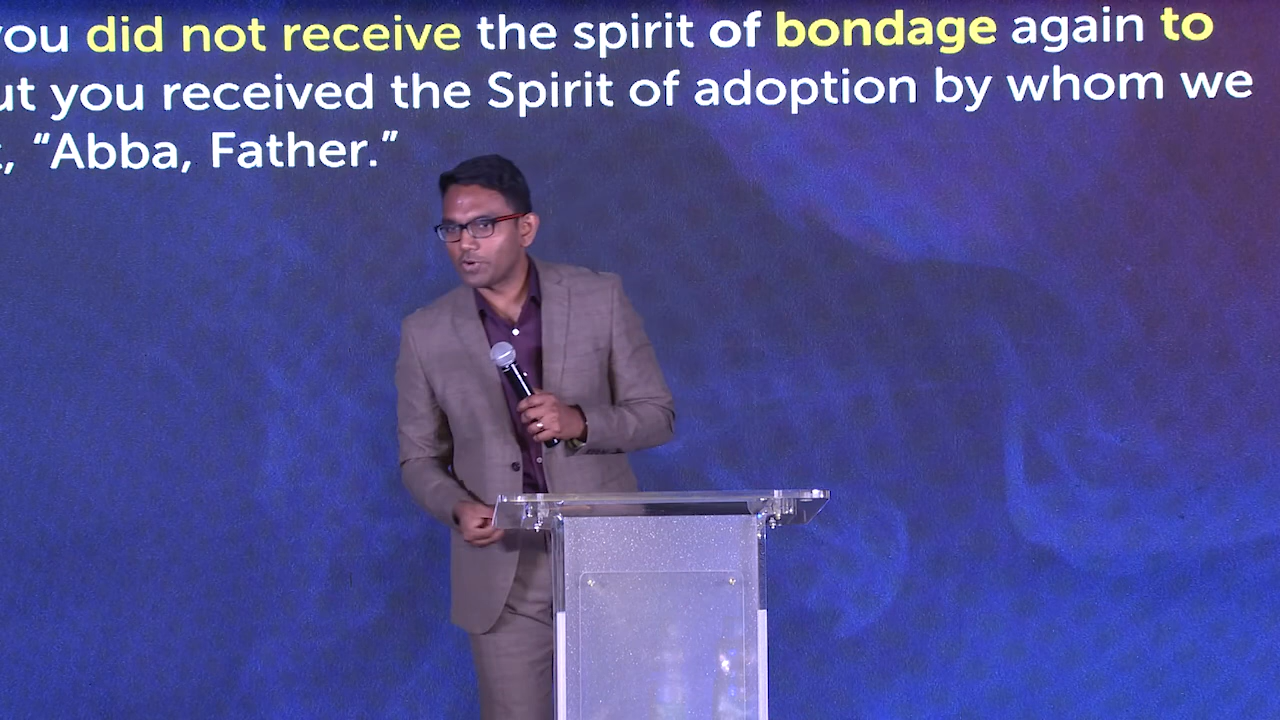 you did not receive the spirit of bondage again to
ut you received the Spirit of adoption by whom we
, “Abba, Father.”